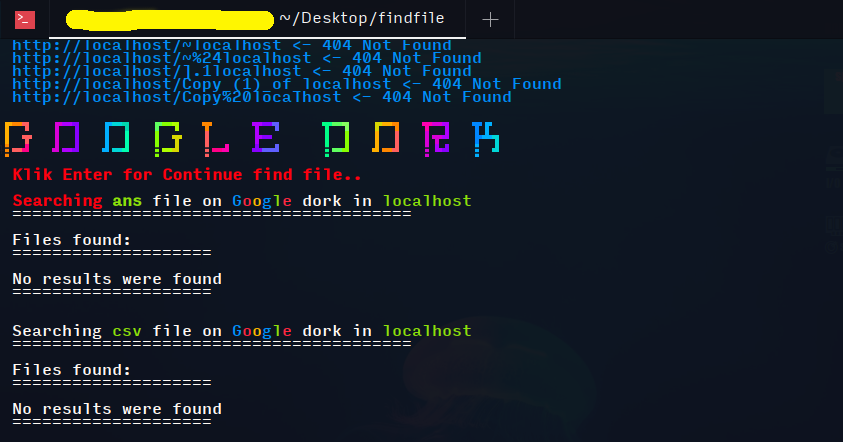 ~/Desktop/findfile
http://localhost/~localhost <- 404 Not Found
http://localhost/~%24localhost <- 404 Not Found
http://localhost/].1localhost <- 404 Not Found
http://localhost/Copy (1) of localhost <- 404 Not Found
http://localhost/Copy%20localhost <- 404 Not Found
GOOGLE DORK
Klik Enter for Continue find file..
Searching ans file on Google dork in localhost
========================================
Files found:
====================
No results were found
====================
Searching csv file on Google dork in localhost
========================================
Files found:
====================
No results were found
====================